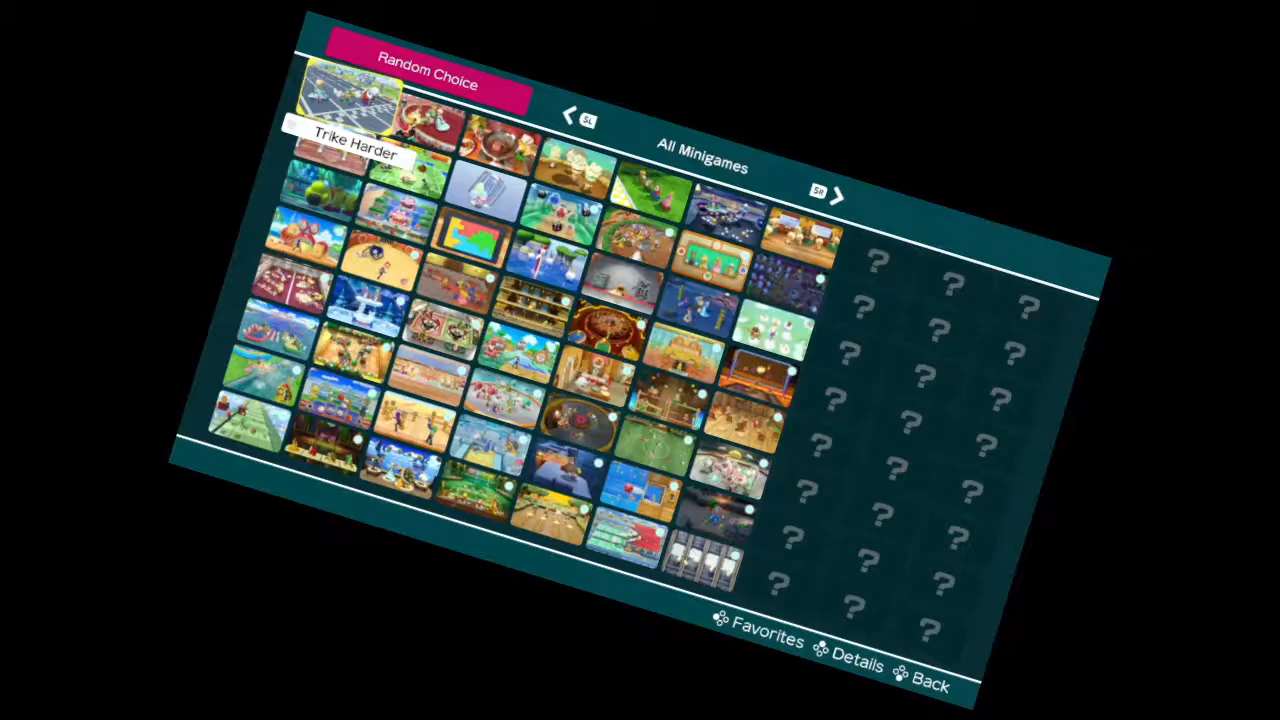 Random Choice
SL
All Minigames
SR
Trike Harder
? ? ?
? ? ?
? ? ?
? ? ?
? ? ?
? ? ?
? ? ?
? ? ?
Favorites Details Back